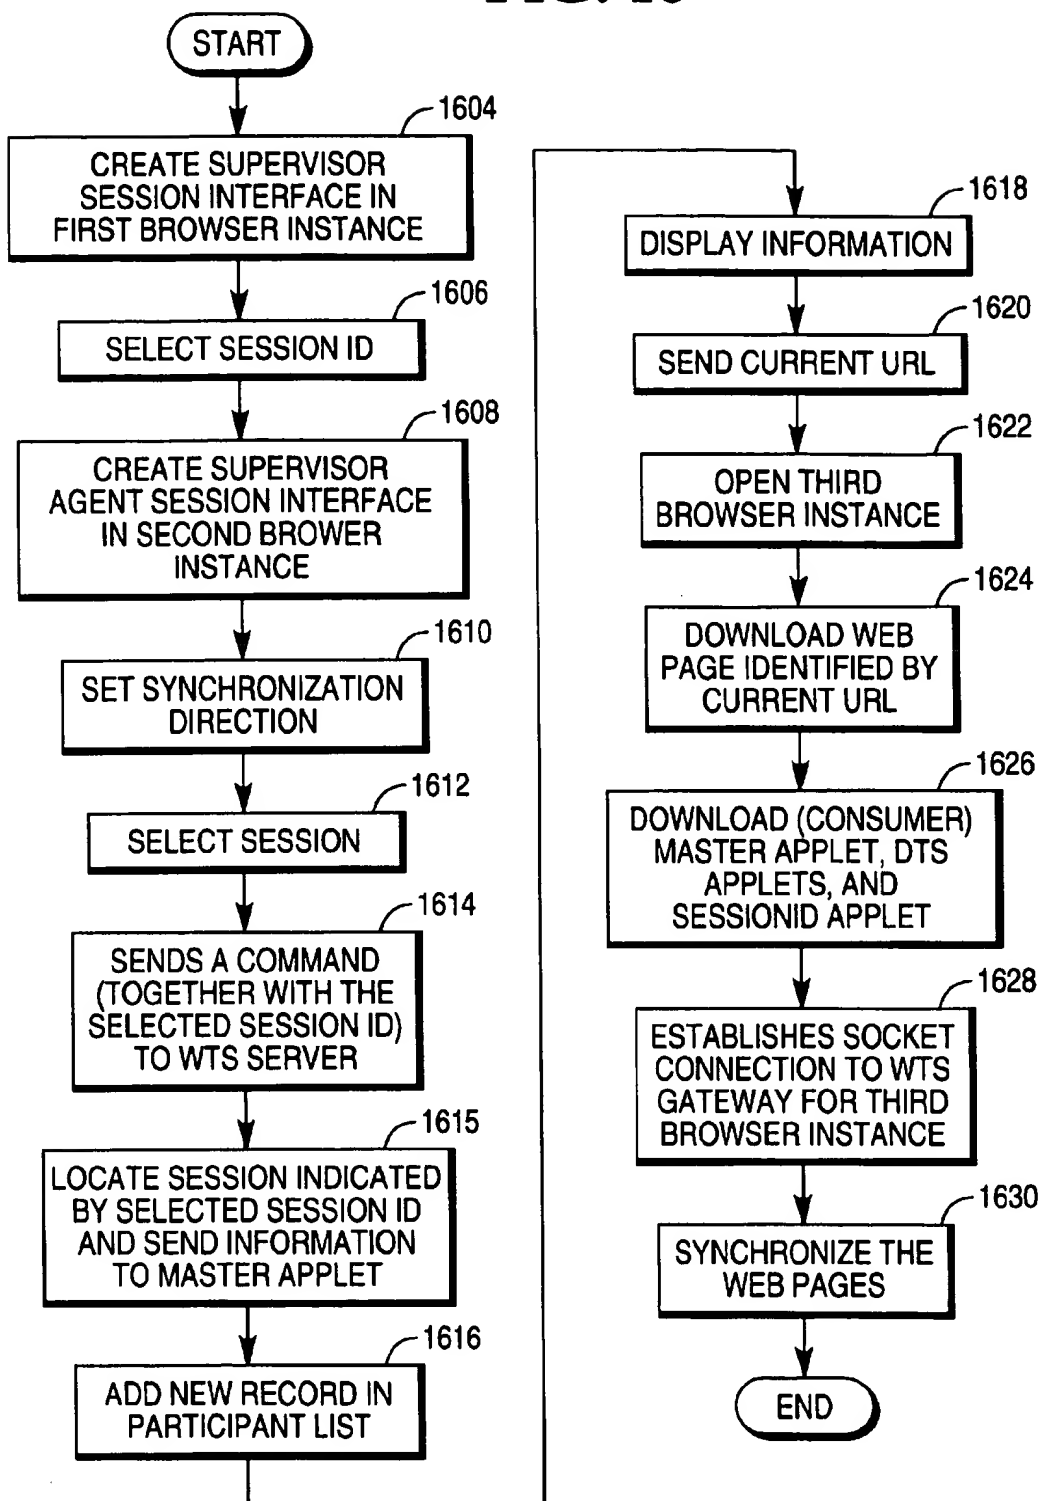 START
1604
CREATE SUPERVISOR
SESSION INTERFACE IN
FIRST BROWSER INSTANCE
1606
SELECT SESSION ID
1608
CREATE SUPERVISOR
AGENT SESSION INTERFACE
IN SECOND BROWER
INSTANCE
1610
SET SYNCHRONIZATION
DIRECTION
1612
SELECT SESSION
1614
SENDS A COMMAND
(TOGETHER WITH THE
SELECTED SESSION ID)
TO WTS SERVER
1615
LOCATE SESSION INDICATED
BY SELECTED SESSION ID
AND SEND INFORMATION
TO MASTER APPLET
1616
ADD NEW RECORD IN
PARTICIPANT LIST
1618
DISPLAY INFORMATION
1620
SEND CURRENT URL
1622
OPEN THIRD
BROWSER INSTANCE
1624
DOWNLOAD WEB
PAGE IDENTIFIED BY
CURRENT URL
1626
DOWNLOAD (CONSUMER)
MASTER APPLET, DTS
APPLETS, AND
SESSIONID APPLET
1628
ESTABLISHES SOCKET
CONNECTION TO WTS
GATEWAY FOR THIRD
BROWSER INSTANCE
1630
SYNCHRONIZE THE
WEB PAGES
END